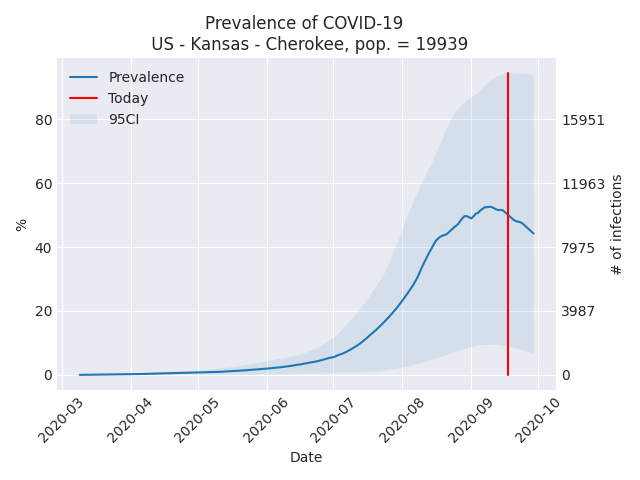 Prevalence of COVID-19
US - Kansas - Cherokee, pop. = 19939
Prevalence
Today
95CI
80
60
40
20
0
%
15951
11963
7975
3987
0
# of infections
2020-03
2020-04
2020-05
2020-06
2020-07
2020-08
2020-09
2020-10
Date